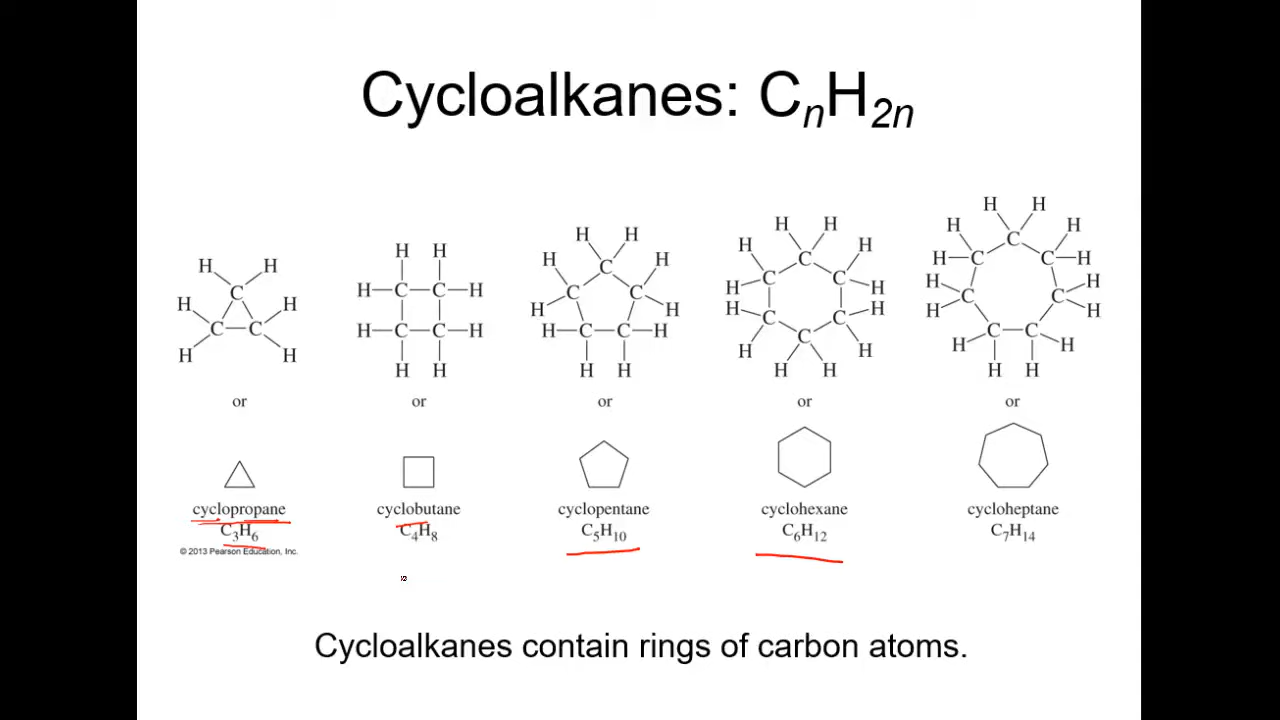 Cycloalkanes: CₙH₂ₙ
H H H H C C C H H
H H H C C H H C C H H H
H H H H C C C H H H C C H H H
H H H H C H C C H H C C H C H H H H
H H H H C H C C H H C C H H C C H H H H
or or or or or
cyclopropane cyclobutane cyclopentane cyclohexane cycloheptane
C₃H₆ C₄H₈ C₅H₁₀ C₆H₁₂ C₇H₁₄
© 2013 Pearson Education, Inc.
Cycloalkanes contain rings of carbon atoms.